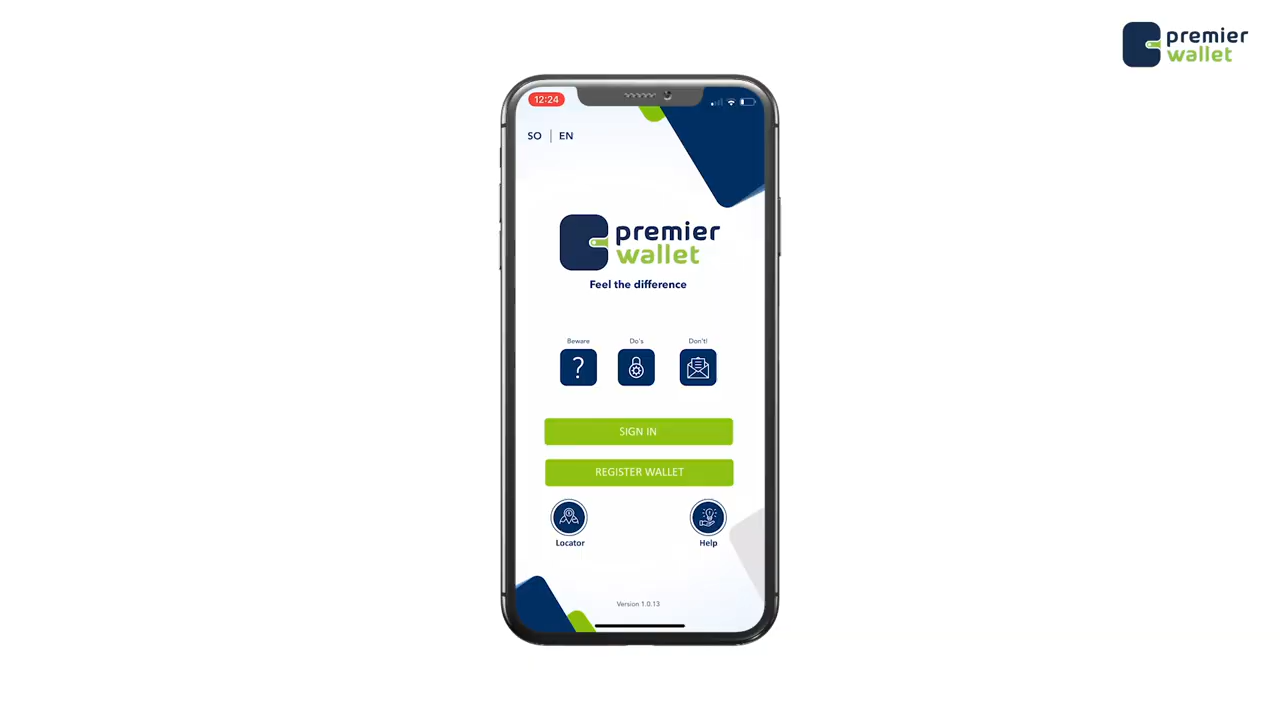 premier
wallet
12:24
SO | EN
premier
wallet
Feel the difference
Beware
Do's
Don't!
?
SIGN IN
REGISTER WALLET
Locator
Help
Version 1.0.13